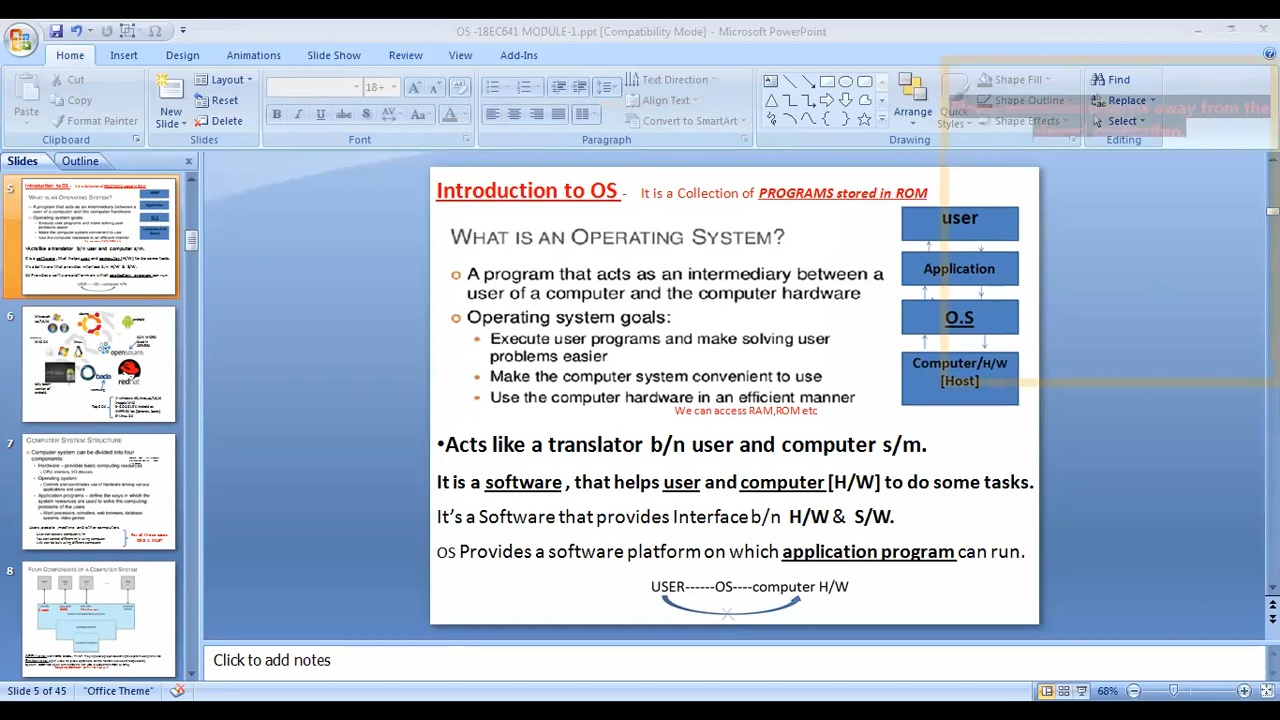 OS -18EC641 MODULE-1.ppt [Compatibility Mode] - Microsoft PowerPoint
Home Insert Design Animations Slide Show Review View Add-Ins
Cut
Copy
Paste
Format Painter
Clipboard
New
Slide
Layout
Reset
Delete
Slides
18
Font
Text Direction
Align Text
Convert to SmartArt
Paragraph
Arrange
Quick
Styles
Shape Fill
Shape Outline
Shape Effects
Drawing
Find
Replace
Select
Editing
away from the
Slides Outline
5
6
7
COMPUTER SYSTEM STRUCTURE
8
FOUR COMPONENTS OF A COMPUTER SYSTEM
Introduction to OS - It is a Collection of PROGRAMS stored in ROM
WHAT IS AN OPERATING SYSTEM?
A program that acts as an intermediary between a
user of a computer and the computer hardware
Operating system goals:
Execute user programs and make solving user
problems easier
Make the computer system convenient to use
Use the computer hardware in an efficient manner
We can access RAM,ROM etc
user
Application
O.S
Computer/H/W
[Host]
•Acts like a translator b/n user and computer s/m.
It is a software , that helps user and computer [H/W] to do some tasks.
It's a software that provides Interface b/n H/W & S/W.
OS Provides a software platform on which application program can run.
USER------OS----computer H/W
Click to add notes
Slide 5 of 45 "Office Theme" 68%